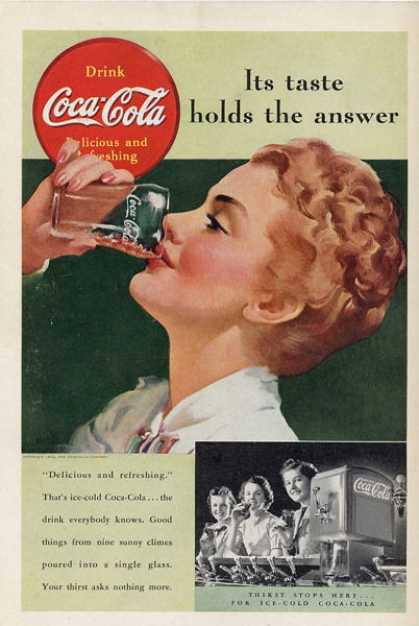 Drink
Coca-Cola
Delicious and
Refreshing
Its taste
holds the answer
Coca-Cola
"Delicious and refreshing."
That's ice-cold Coca-Cola...the
drink everybody knows. Good
things from nine sunny climes
poured into a single glass.
Your thirst asks nothing more.
Coca-Cola
THIRST STOPS HERE...
FOR ICE-COLD COCA-COLA